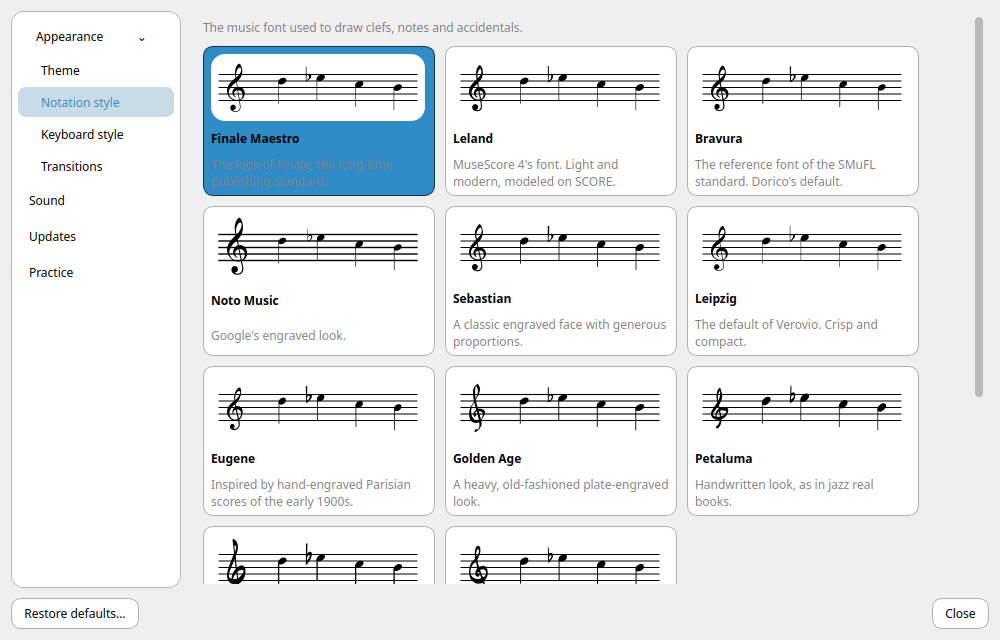 Appearance
Theme
Notation style
Keyboard style
Transitions
Sound
Updates
Practice
The music font used to draw clefs, notes and accidentals.
Finale Maestro
The look of Finale, the long-time
publishing standard.
Leland
MuseScore 4's font. Light and
modern, modeled on SCORE.
Bravura
The reference font of the SMuFL
standard. Dorico's default.
Noto Music
Google's engraved look.
Sebastian
A classic engraved face with generous
proportions.
Leipzig
The default of Verovio. Crisp and
compact.
Eugene
Inspired by hand-engraved Parisian
scores of the early 1900s.
Golden Age
A heavy, old-fashioned plate-engraved
look.
Petaluma
Handwritten look, as in jazz real
books.
Restore defaults...
Close